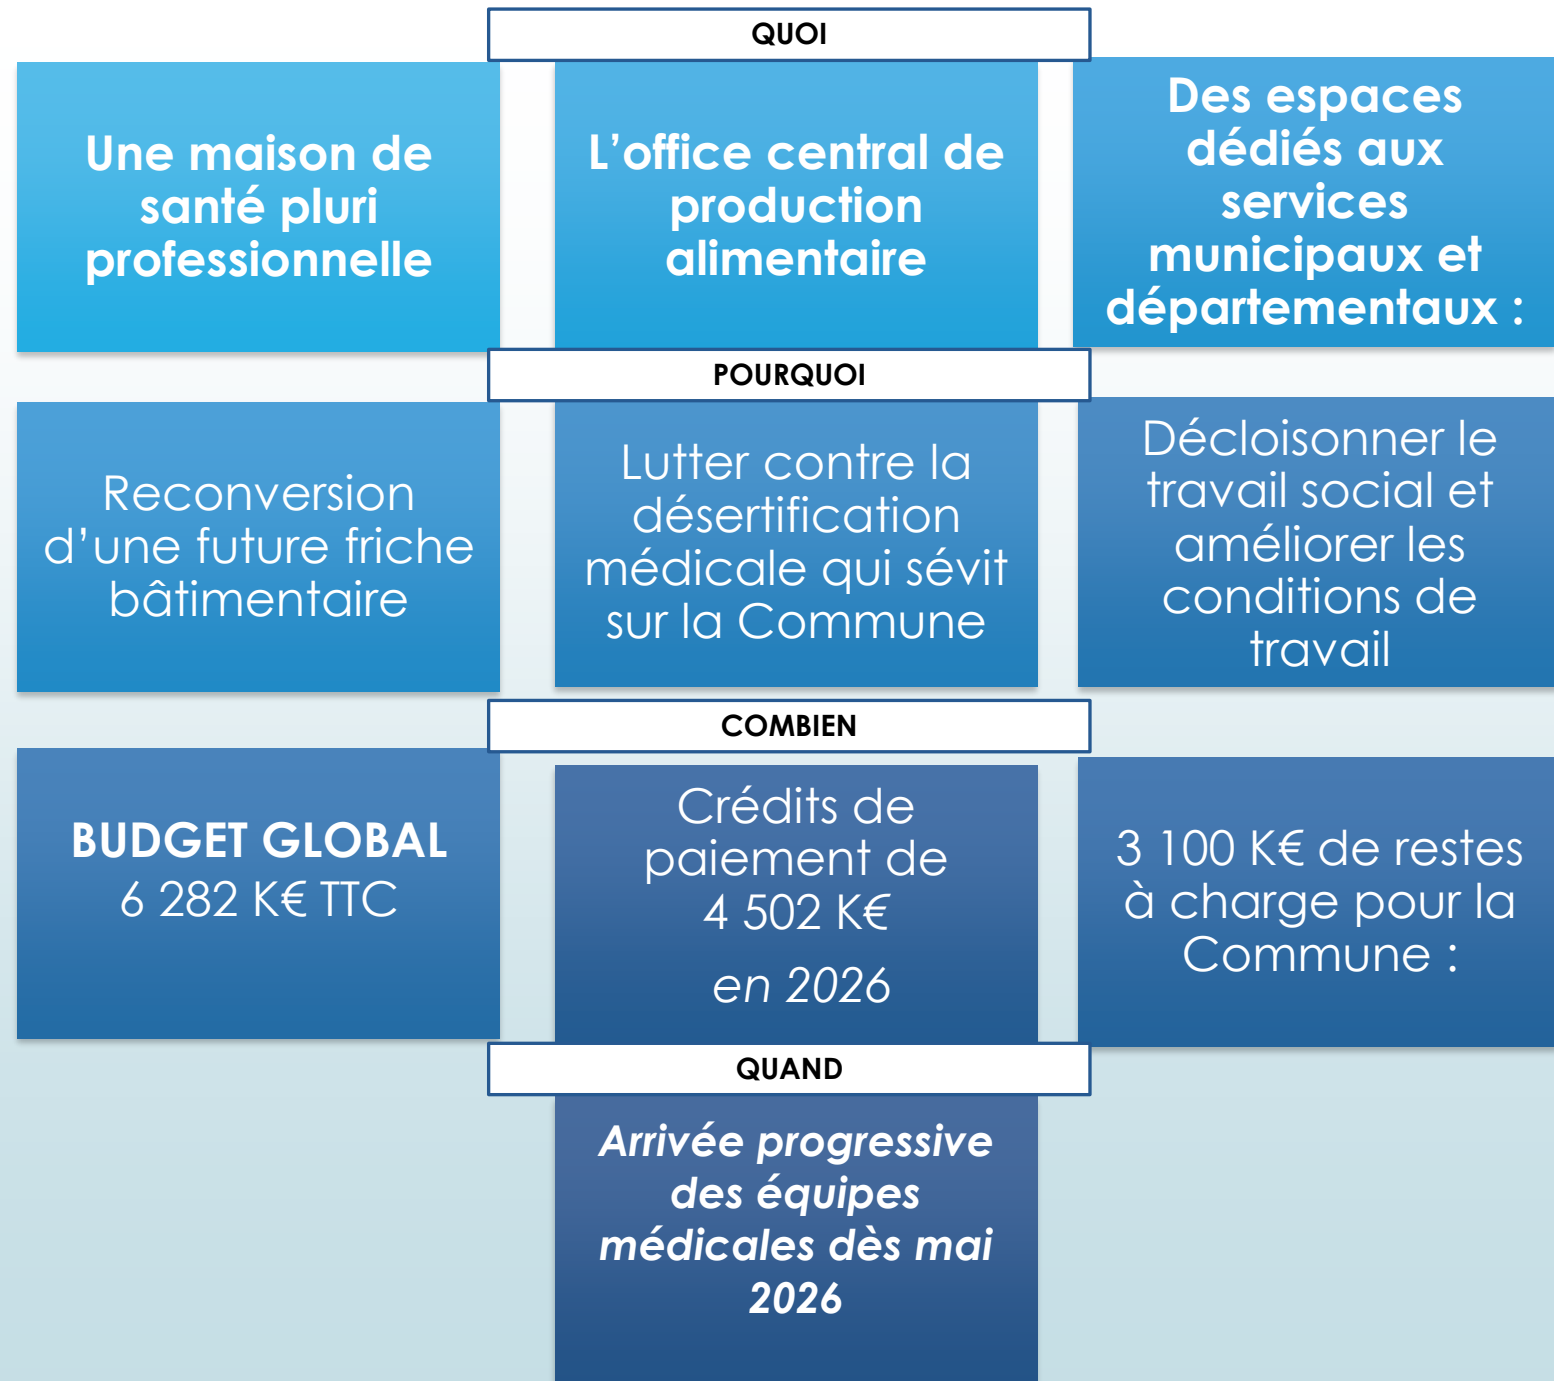 QUOI
Une maison de
santé pluri
professionnelle
L’office central de
production
alimentaire
Des espaces
dédiés aux
services
municipaux et
départementaux :
POURQUOI
Reconversion
d’une future friche
bâtimentaire
Lutter contre la
désertification
médicale qui sévit
sur la Commune
Décloisonner le
travail social et
améliorer les
conditions de
travail
COMBIEN
BUDGET GLOBAL
6 282 K€ TTC
Crédits de
paiement de
4 502 K€
en 2026
3 100 K€ de restes
à charge pour la
Commune :
QUAND
Arrivée progressive
des équipes
médicales dès mai
2026